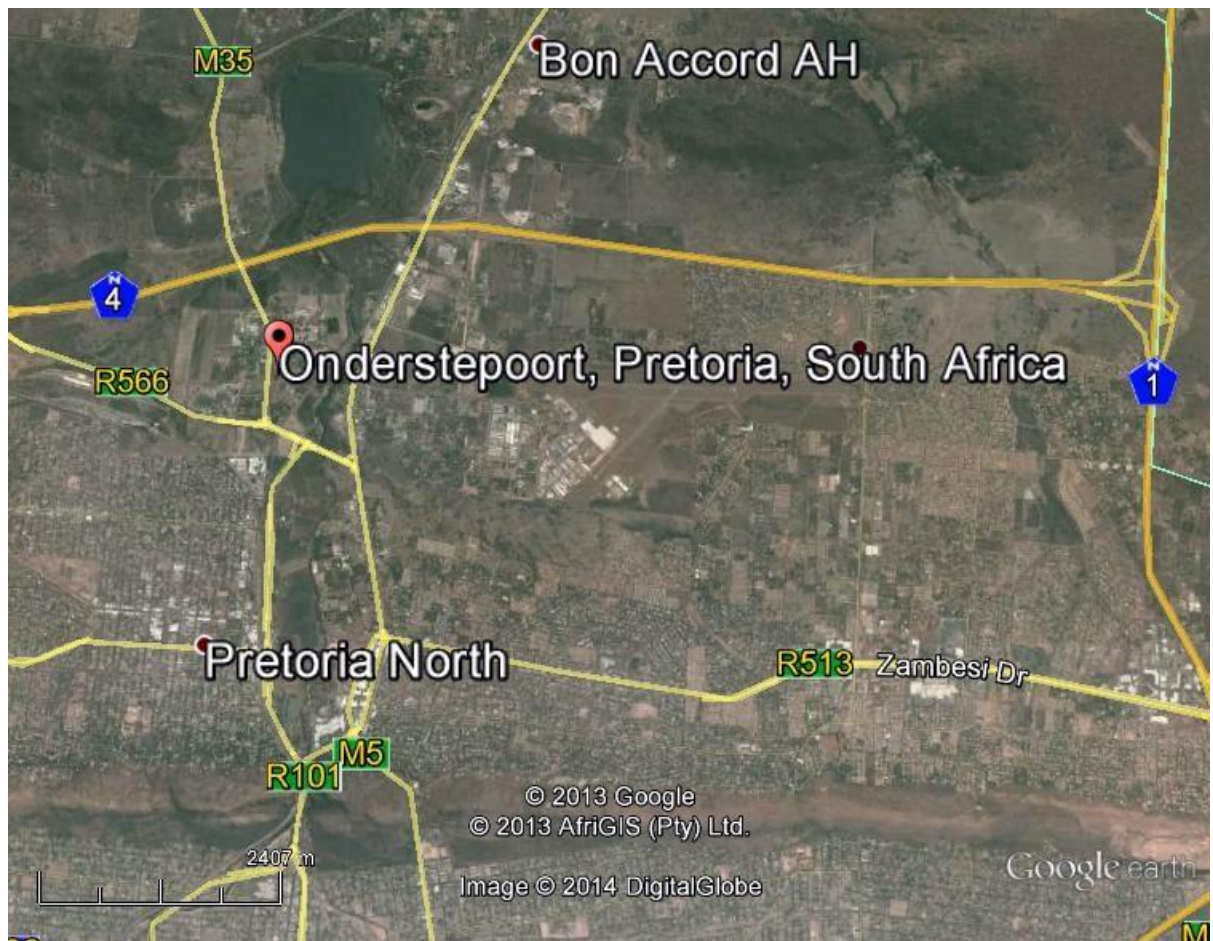 M35
Bon Accord AH
N
4
Onderstepoort, Pretoria, South Africa
R566
N
1
Pretoria North
R513
Zambesi Dr
M5
R101
© 2013 Google
© 2013 AfriGIS (Pty) Ltd.
2407 m
Google earth
Image © 2014 DigitalGlobe
M